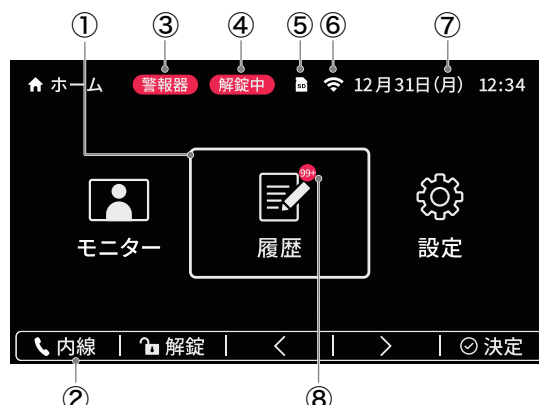 ① ③ ④ ⑤ ⑥ ⑦
ホーム 警報器 解錠中 SD 12月31日(月) 12:34
99+
モニター 履歴 設定
内線 解錠 < > 決定
② ⑧